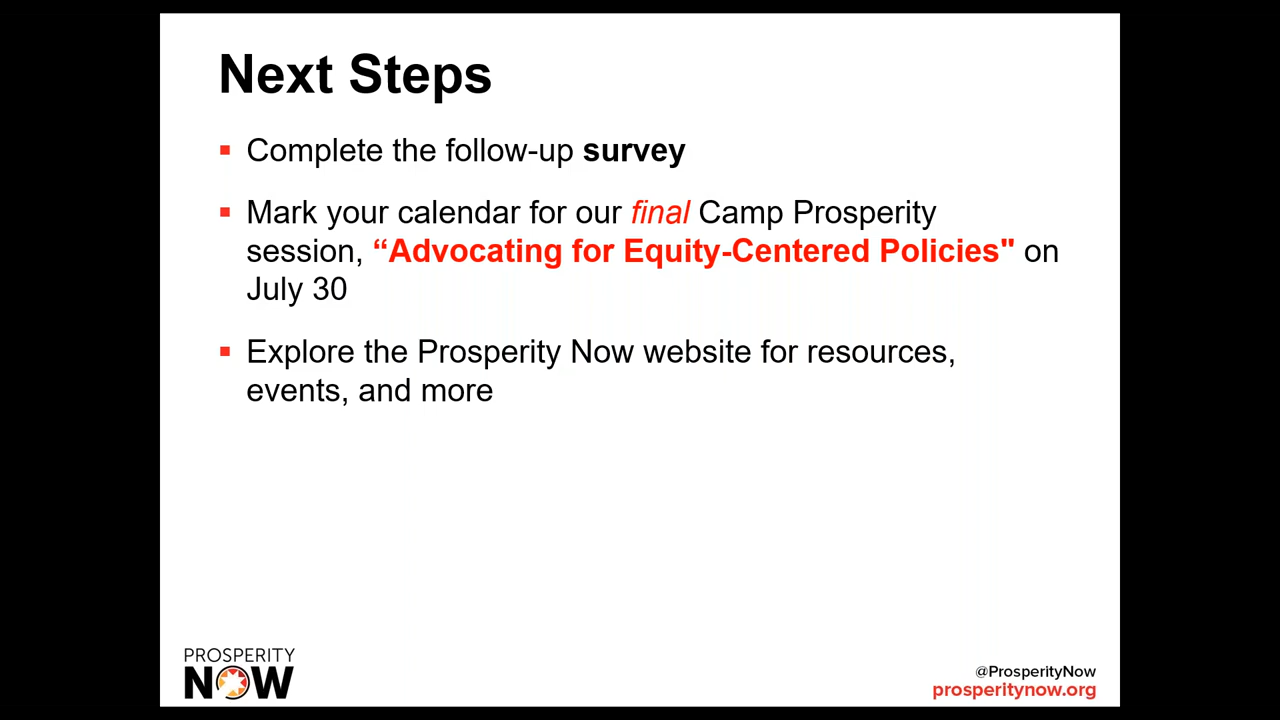 Next Steps
Complete the follow-up survey
Mark your calendar for our final Camp Prosperity
session, “Advocating for Equity-Centered Policies" on
July 30
Explore the Prosperity Now website for resources,
events, and more
PROSPERITY
NOW
@ProsperityNow
prosperitynow.org